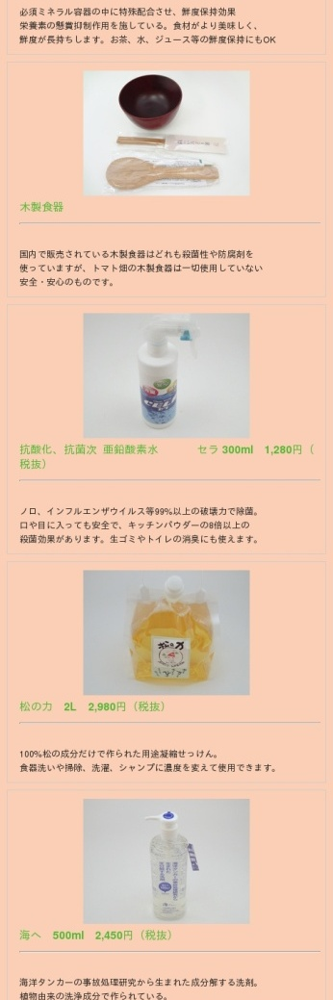 必須ミネラル容器の中に特殊配合させ、鮮度保持効果
栄養素の懸賞抑制作用を施している。食材がより美味しく、
鮮度が長持ちします。お茶、水、ジュース等の鮮度保持にもOK
木製食器
国内で販売されている木製食器はどれも殺菌性や防腐剤を
使っていますが、トマト畑の木製食器は一切使用していない
安全・安心のものです。
抗酸化、抗菌次 亜鉛酸素水 セラ 300ml 1,280円（
税抜）
ノロ、インフルエンザウイルス等99%以上の破壊力で除菌。
口や目に入っても安全で、キッチンパウダーの8倍以上の
殺菌効果があります。生ゴミやトイレの消臭にも使えます。
松の力
松の力 2L 2,980円（税抜）
100%松の成分だけで作られた用途凝縮せっけん。
食器洗いや掃除、洗濯、シャンプに濃度を変えて使用できます。
海へ 500ml 2,450円（税抜）
海洋タンカーの事故処理研究から生まれた成分解する洗剤。
植物由来の洗浄成分で作られている。